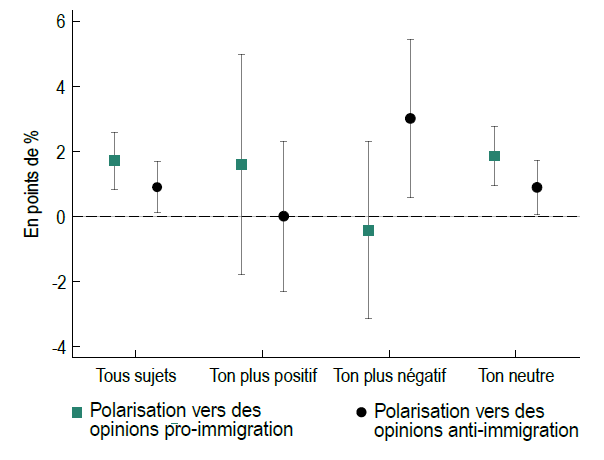 6
4
2
0
-2
-4
En points de %
Tous sujets
Ton plus positif
Ton plus négatif
Ton neutre
Polarisation vers des
opinions pro-immigration
Polarisation vers des
opinions anti-immigration